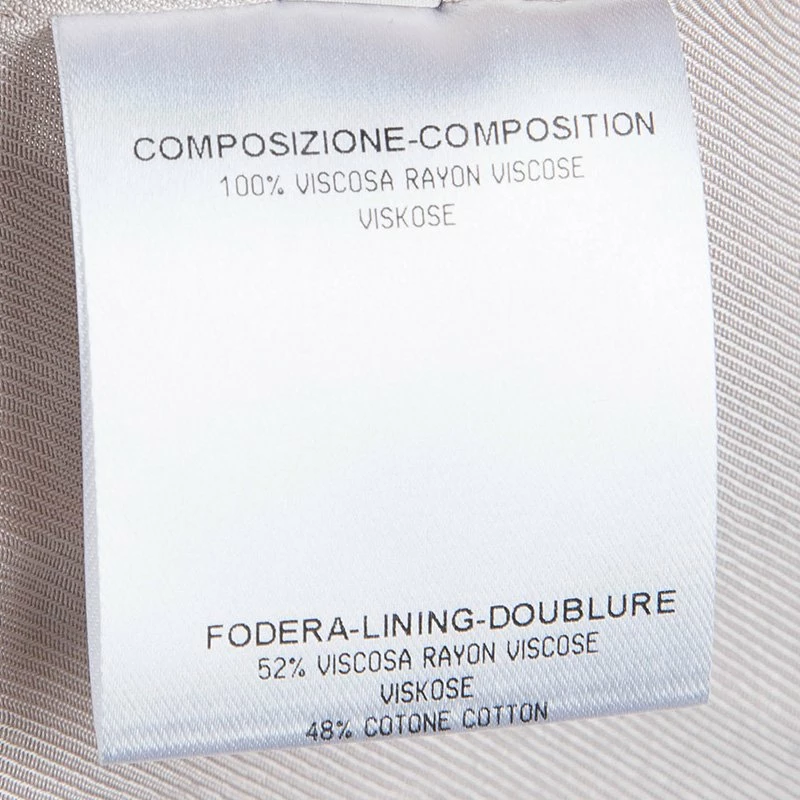 COMPOSIZIONE-COMPOSITION
100% VISCOSA RAYON VISCOSE
VISKOSE
FODERA-LINING-DOUBLURE
52% VISCOSA RAYON VISCOSE
VISKOSE
48% COTONE COTTON